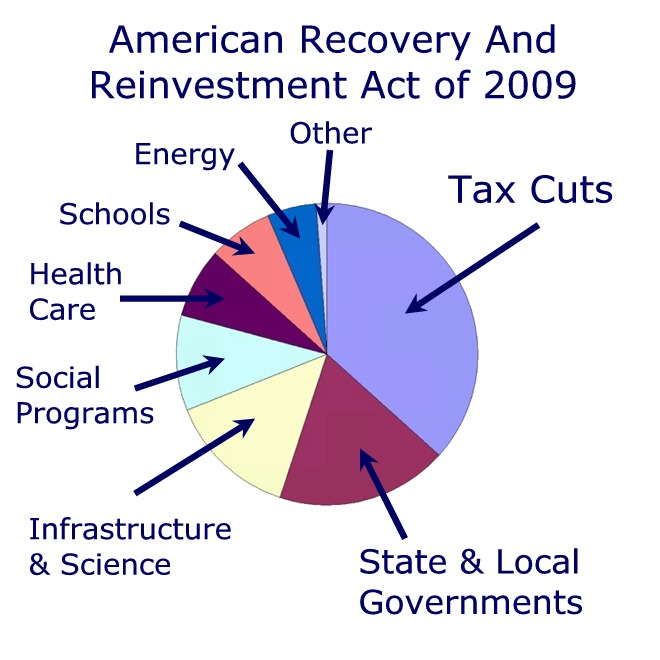 American Recovery And
Reinvestment Act of 2009
Other
Energy
Tax Cuts
Schools
Health
Care
Social
Programs
Infrastructure
& Science
State & Local
Governments